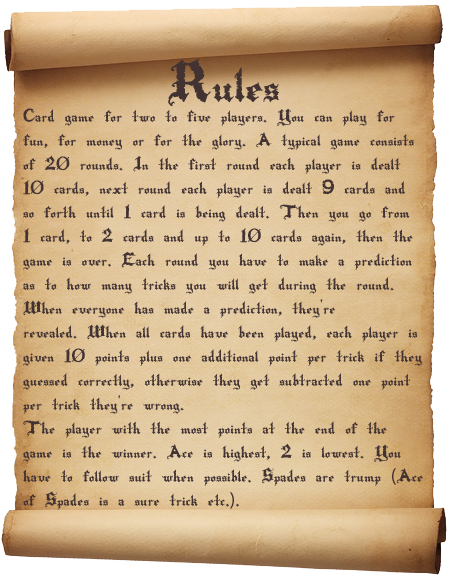 Rules
Card game for two to five players. You can play for
fun, for money or for the glory. A typical game consists
of 20 rounds. In the first round each player is dealt
10 cards, next round each player is dealt 9 cards and
so forth until 1 card is being dealt. Then you go from
1 card, to 2 cards and up to 10 cards again, then the
game is over. Each round you have to make a prediction
as to how many tricks you will get during the round.
When everyone has made a prediction, they're
revealed. When all cards have been played, each player is
given 10 points plus one additional point per trick if they
guessed correctly, otherwise they get subtracted one point
per trick they're wrong.
The player with the most points at the end of the
game is the winner. Ace is highest, 2 is lowest. You
have to follow suit when possible. Spades are trump (Ace
of Spades is a sure trick etc.).